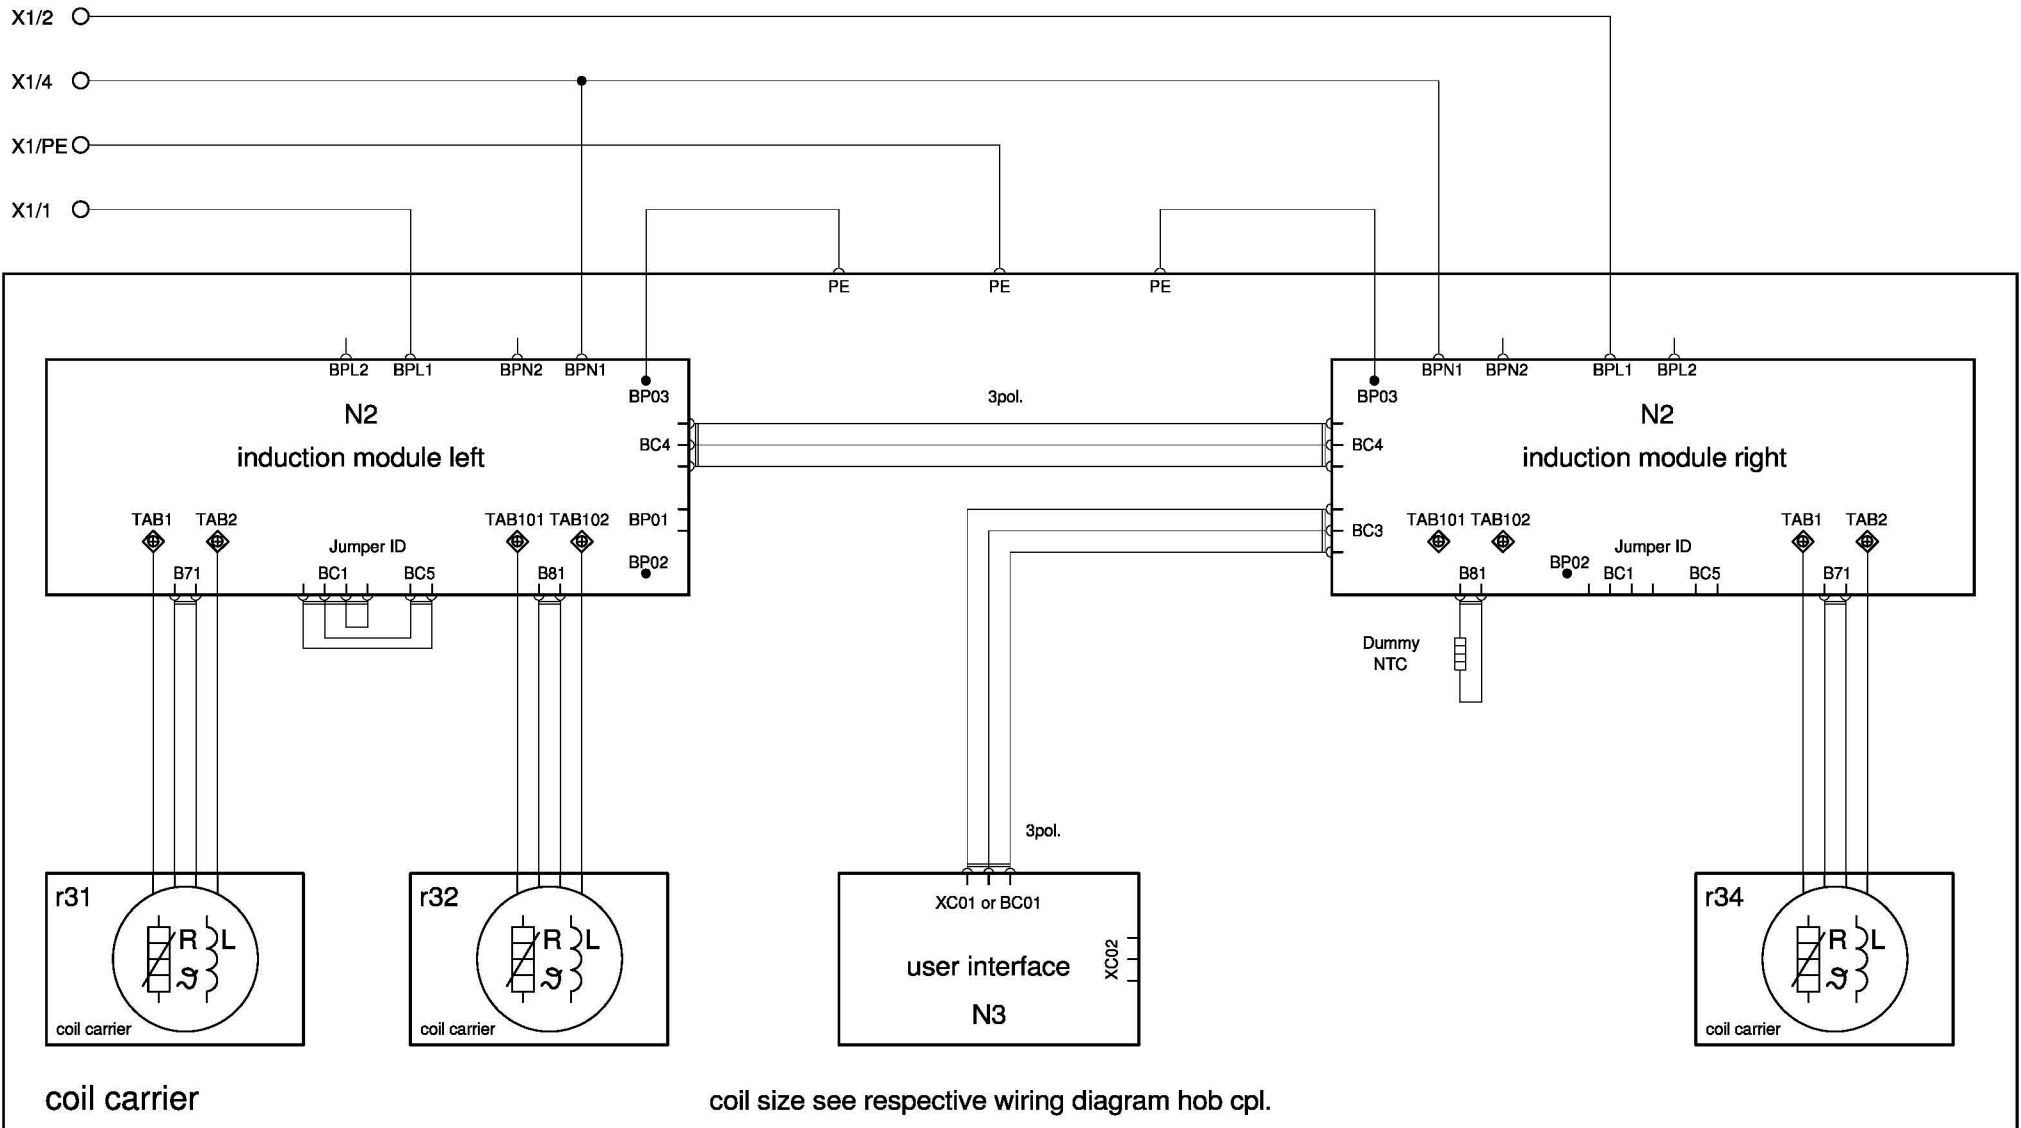 X1/2
X1/4
X1/PE
X1/1
PE PE PE
BPL2 BPL1 BPN2 BPN1
BP03
N2
induction module left
BC4
3pol.
BPN1 BPN2 BPL1 BPL2
BP03
N2
BC4
induction module right
TAB1 TAB2 TAB101 TAB102 BP01
Jumper ID
BP02
B71 BC1 BC5 B81
BC3
TAB101 TAB102 TAB1 TAB2
Jumper ID
BP02
B81 BC1 BC5 B71
Dummy
NTC
3pol.
r31
R L
ϑ
coil carrier
r32
R L
ϑ
coil carrier
XC01 or BC01
XC02
user interface
N3
r34
R L
ϑ
coil carrier
coil carrier
coil size see respective wiring diagram hob cpl.